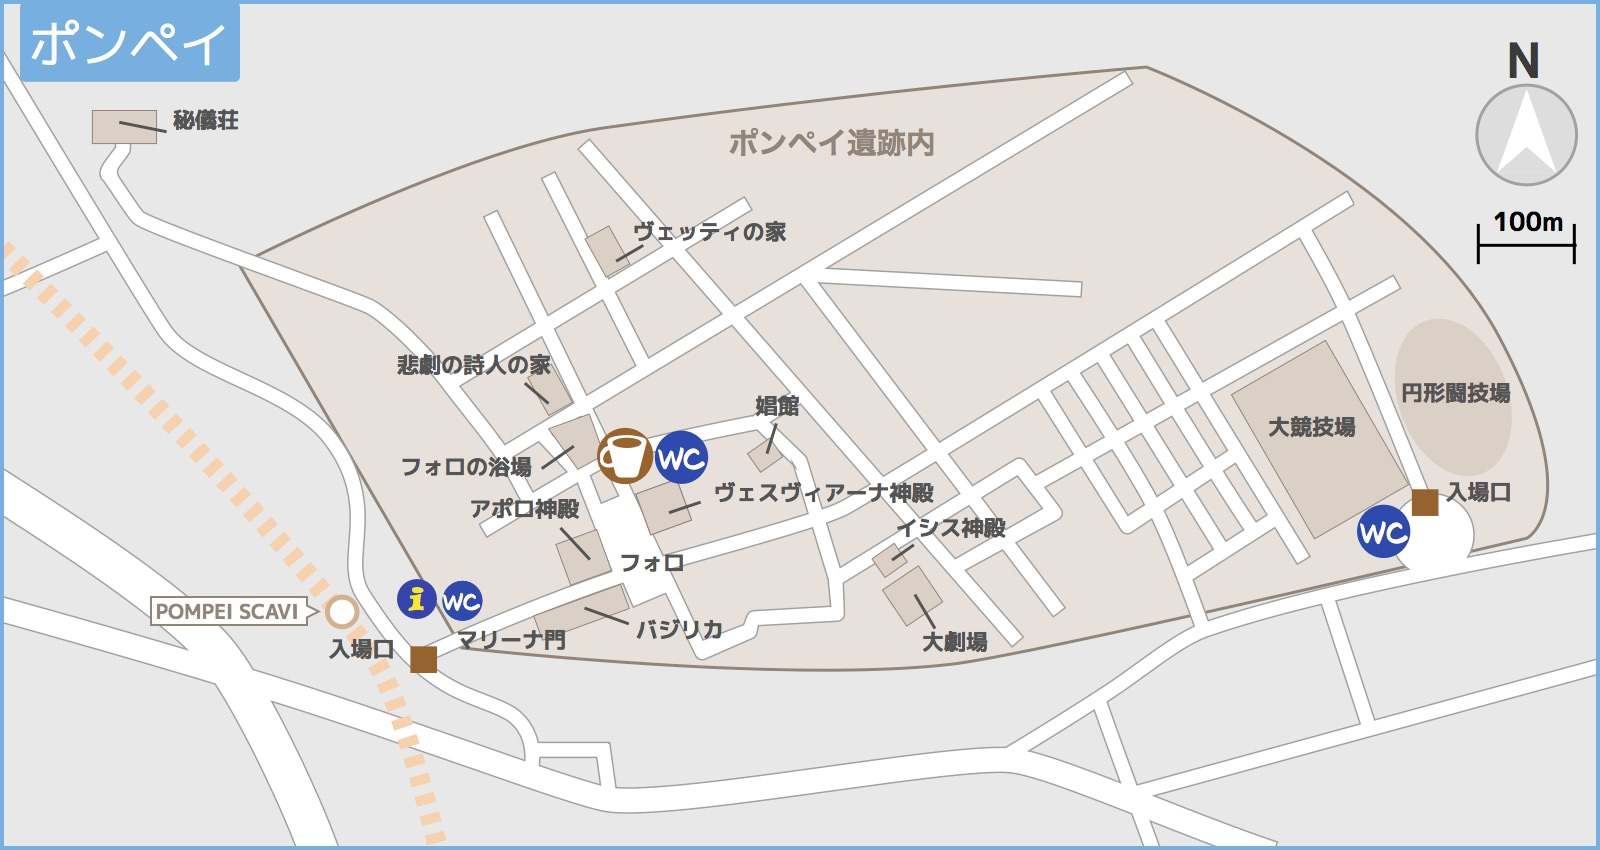 ポンペイ
N
秘儀荘
ポンペイ遺跡内
100m
ヴェッティの家
悲劇の詩人の家
円形闘技場
娼館
大競技場
フォロの浴場
WC
ヴェスヴィアーナ神殿
入場口
アポロ神殿
イシス神殿
WC
フォロ
i
WC
POMPEI SCAVI
バジリカ
マリーナ門
大劇場
入場口